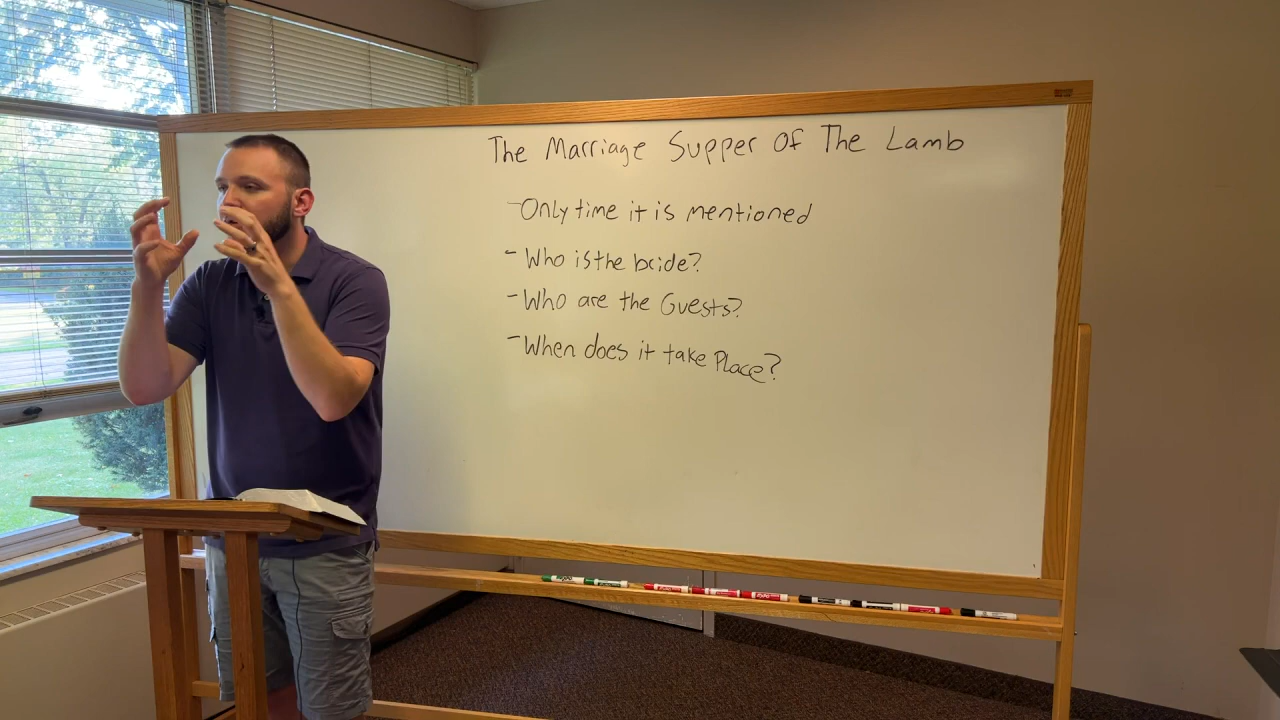 The Marriage Supper Of The Lamb
- Only time it is mentioned
- Who is the bride?
- Who are the Guests?
- When does it take Place?